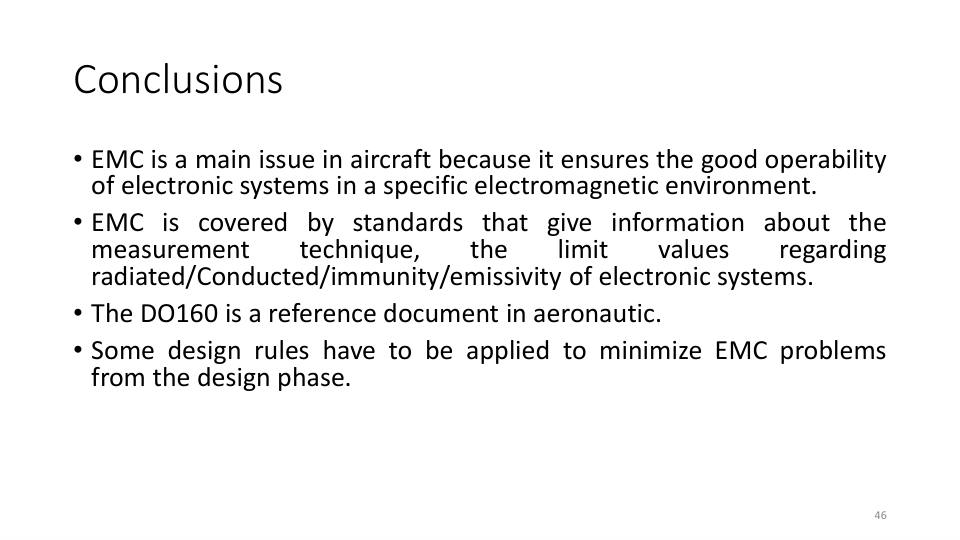 Conclusions
• EMC is a main issue in aircraft because it ensures the good operability
of electronic systems in a specific electromagnetic environment.
• EMC is covered by standards that give information about the
measurement technique, the limit values regarding
radiated/Conducted/immunity/emissivity of electronic systems.
• The DO160 is a reference document in aeronautic.
• Some design rules have to be applied to minimize EMC problems
from the design phase.
46